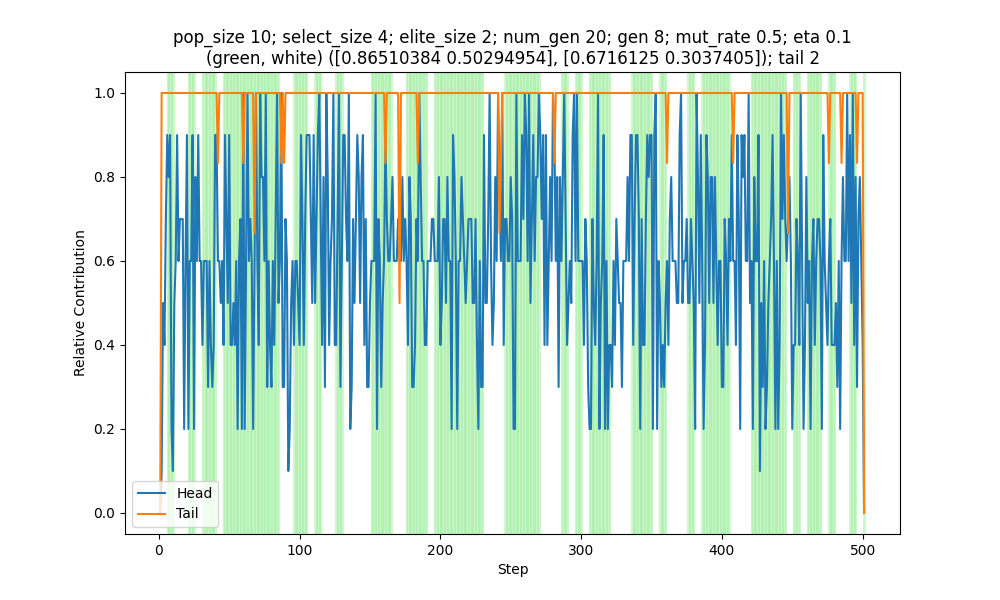 pop_size 10; select_size 4; elite_size 2; num_gen 20; gen 8; mut_rate 0.5; eta 0.1
(green, white) ([0.86510384 0.50294954], [0.6716125 0.3037405]); tail 2
1.0
0.8
0.6
0.4
0.2
0.0
Relative Contribution
Head
Tail
0
100
200
300
400
500
Step